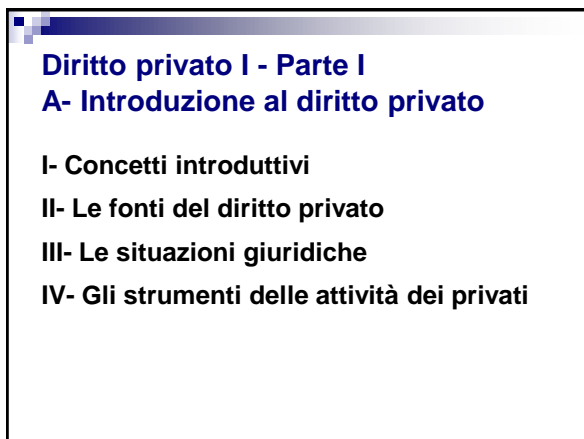 Diritto privato I - Parte I
A- Introduzione al diritto privato
I- Concetti introduttivi
II- Le fonti del diritto privato
III- Le situazioni giuridiche
IV- Gli strumenti delle attività dei privati